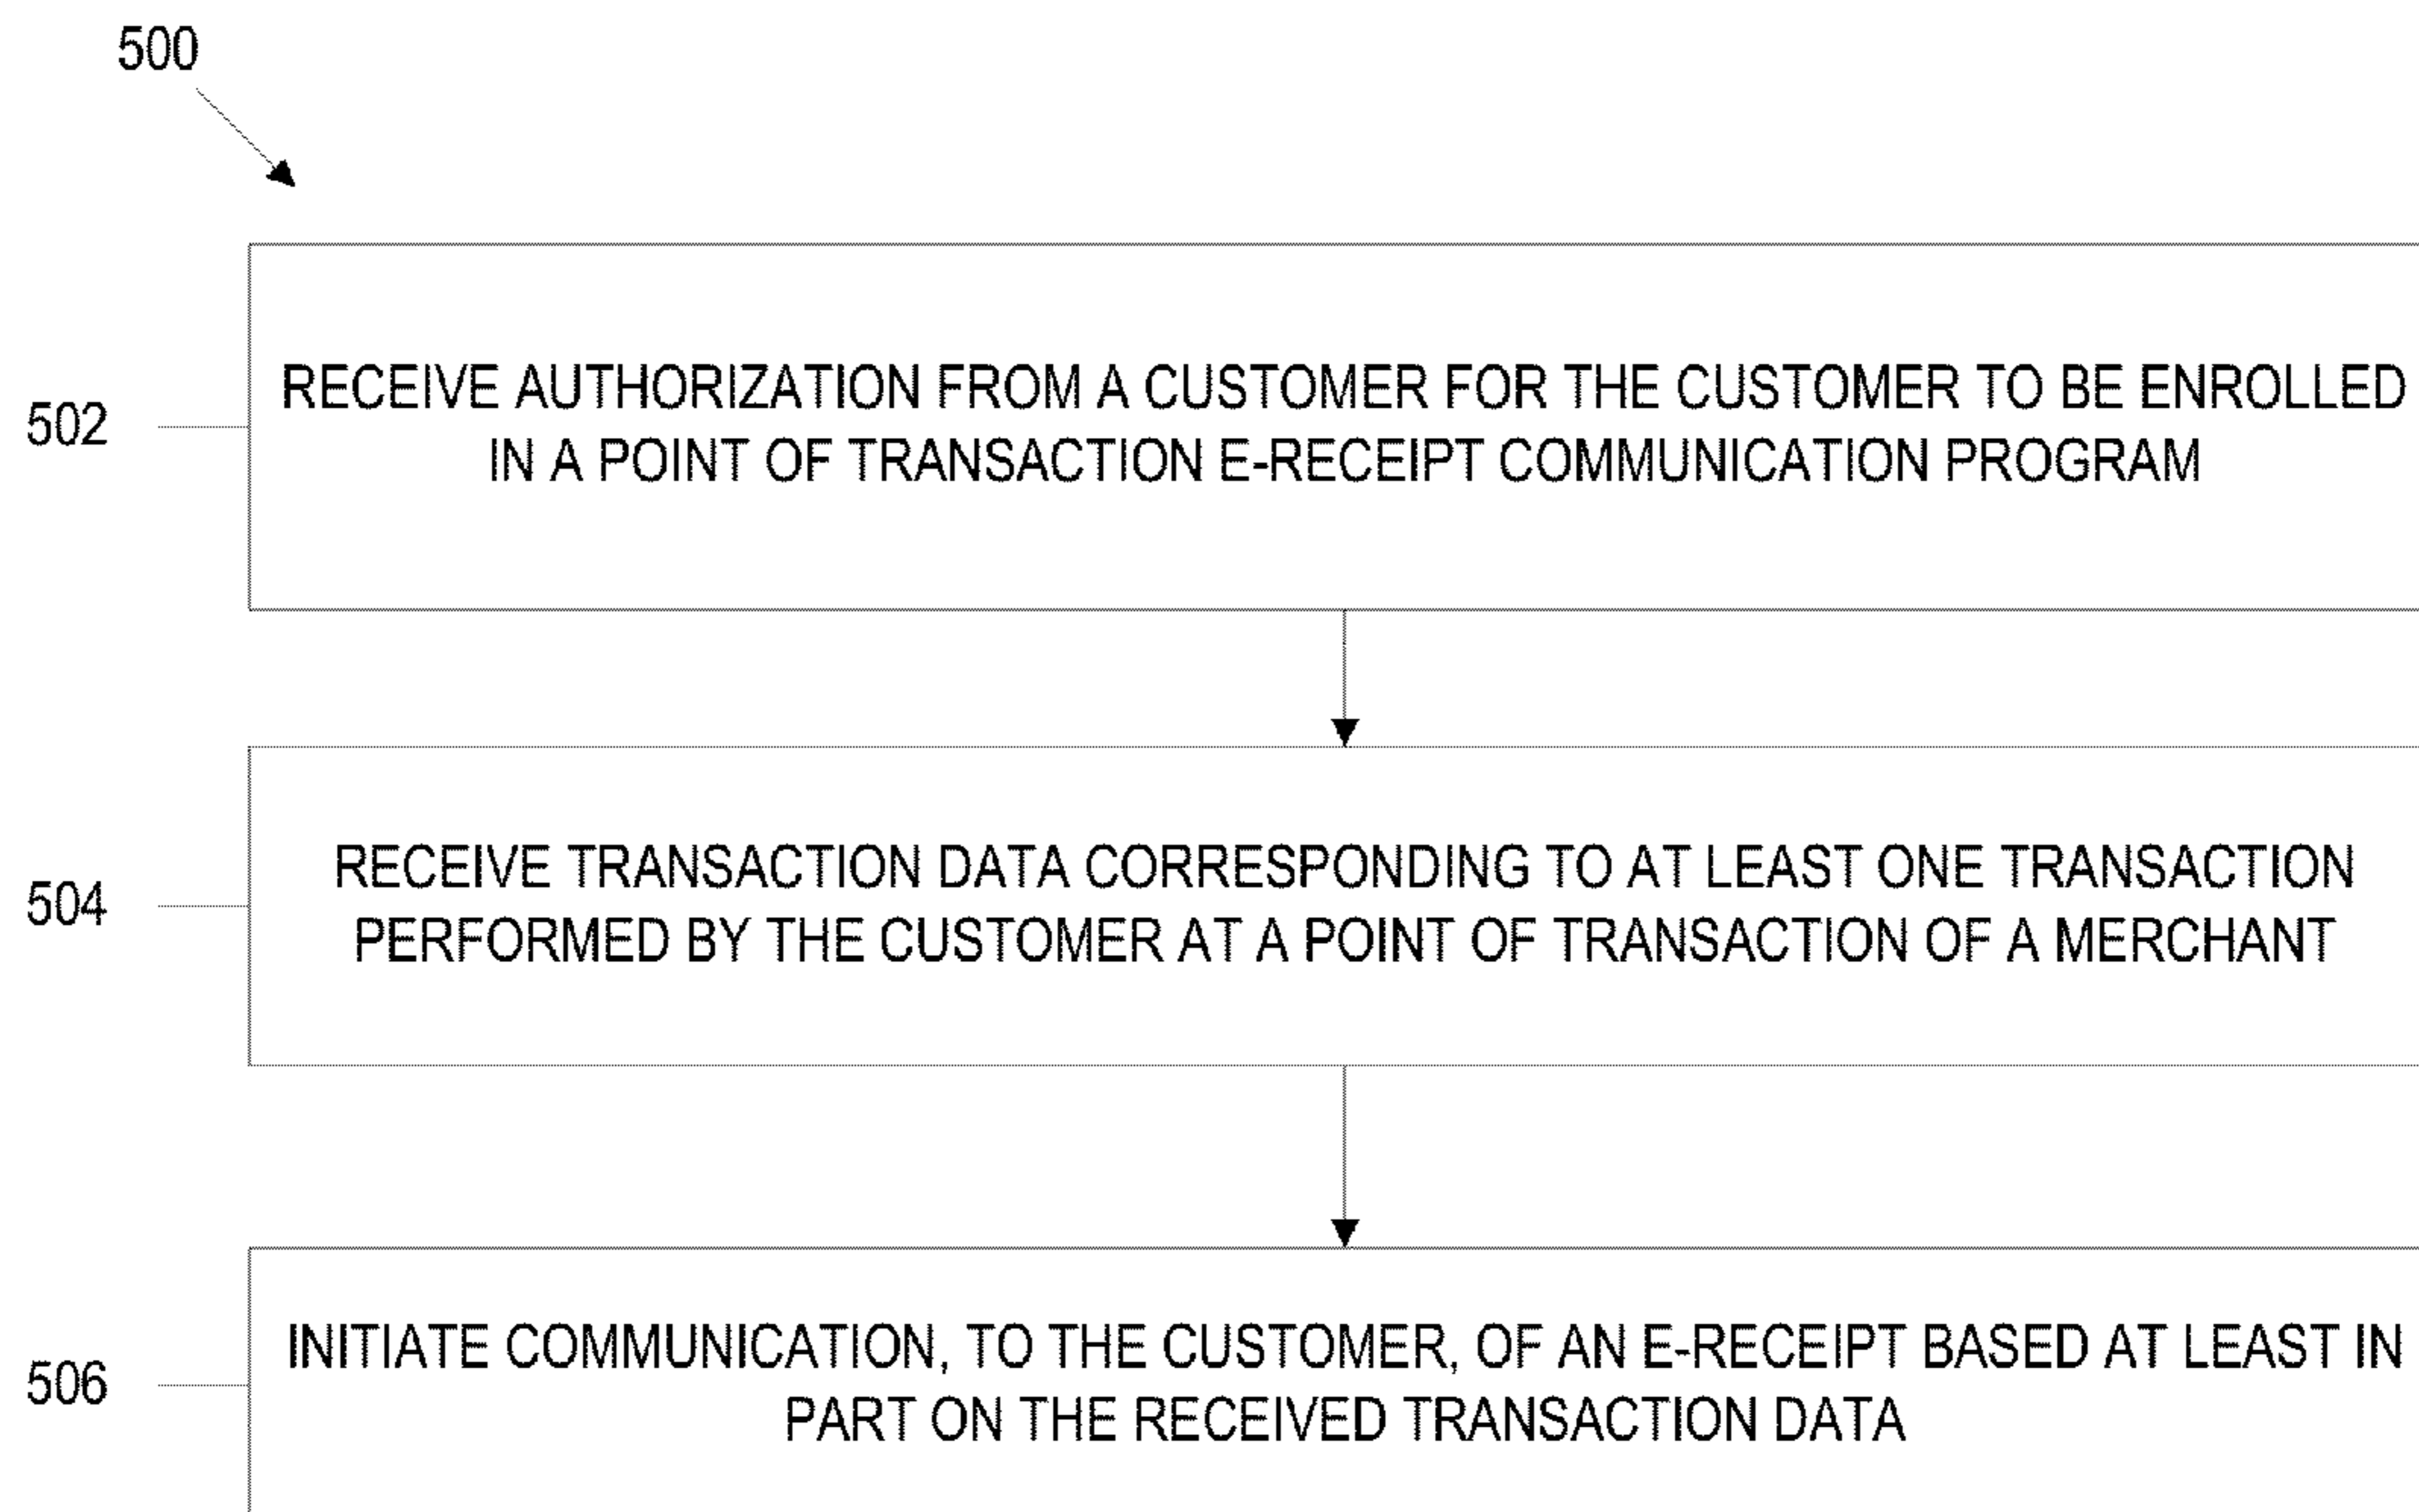 500
502
RECEIVE AUTHORIZATION FROM A CUSTOMER FOR THE CUSTOMER TO BE ENROLLED
IN A POINT OF TRANSACTION E-RECEIPT COMMUNICATION PROGRAM
504
RECEIVE TRANSACTION DATA CORRESPONDING TO AT LEAST ONE TRANSACTION
PERFORMED BY THE CUSTOMER AT A POINT OF TRANSACTION OF A MERCHANT
506
INITIATE COMMUNICATION, TO THE CUSTOMER, OF AN E-RECEIPT BASED AT LEAST IN
PART ON THE RECEIVED TRANSACTION DATA